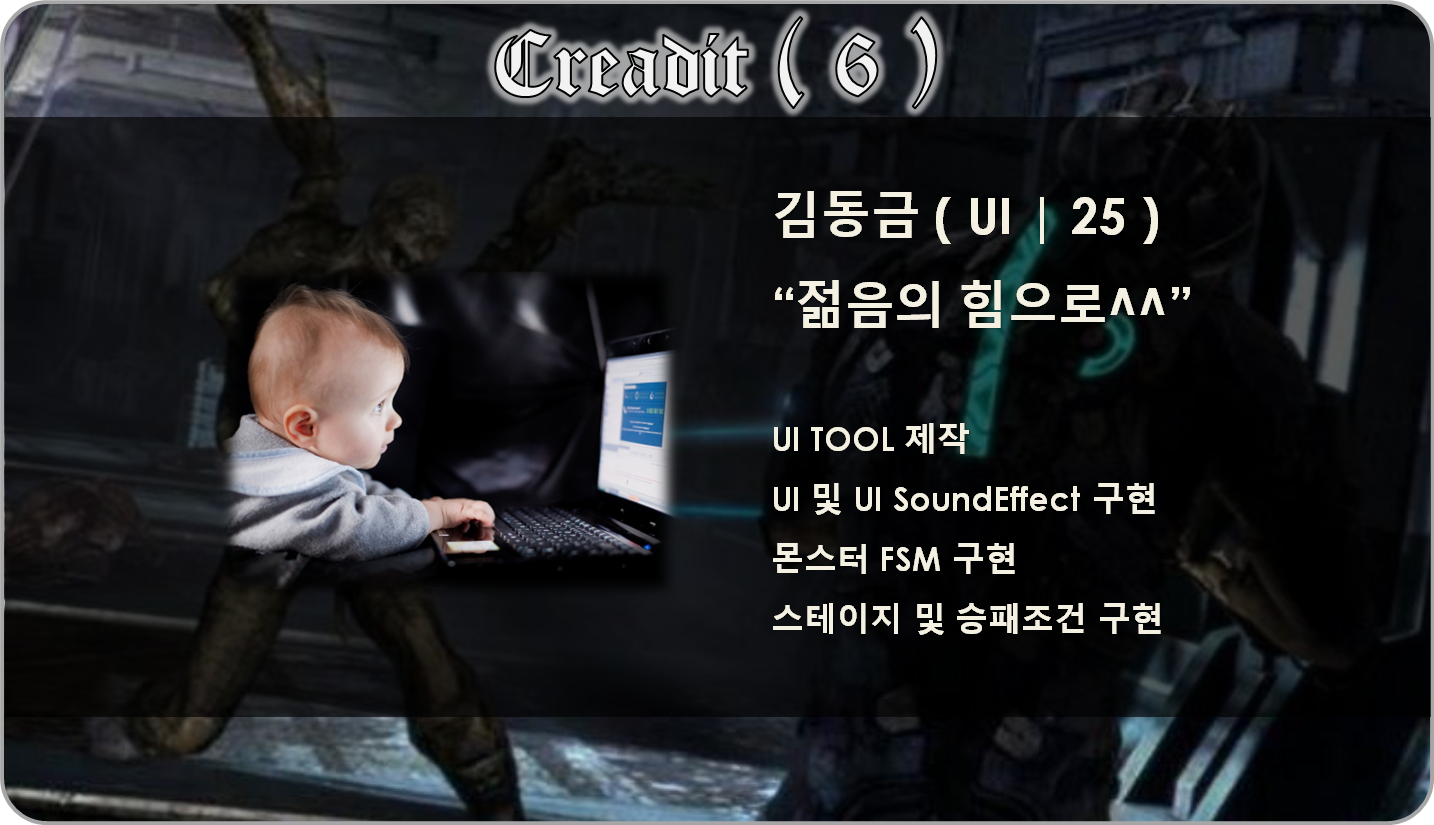 Creadit ( 6 )
김동금 ( UI | 25 )
“젊음의 힘으로^^”
UI TOOL 제작
UI 및 UI SoundEffect 구현
몬스터 FSM 구현
스테이지 및 승패조건 구현